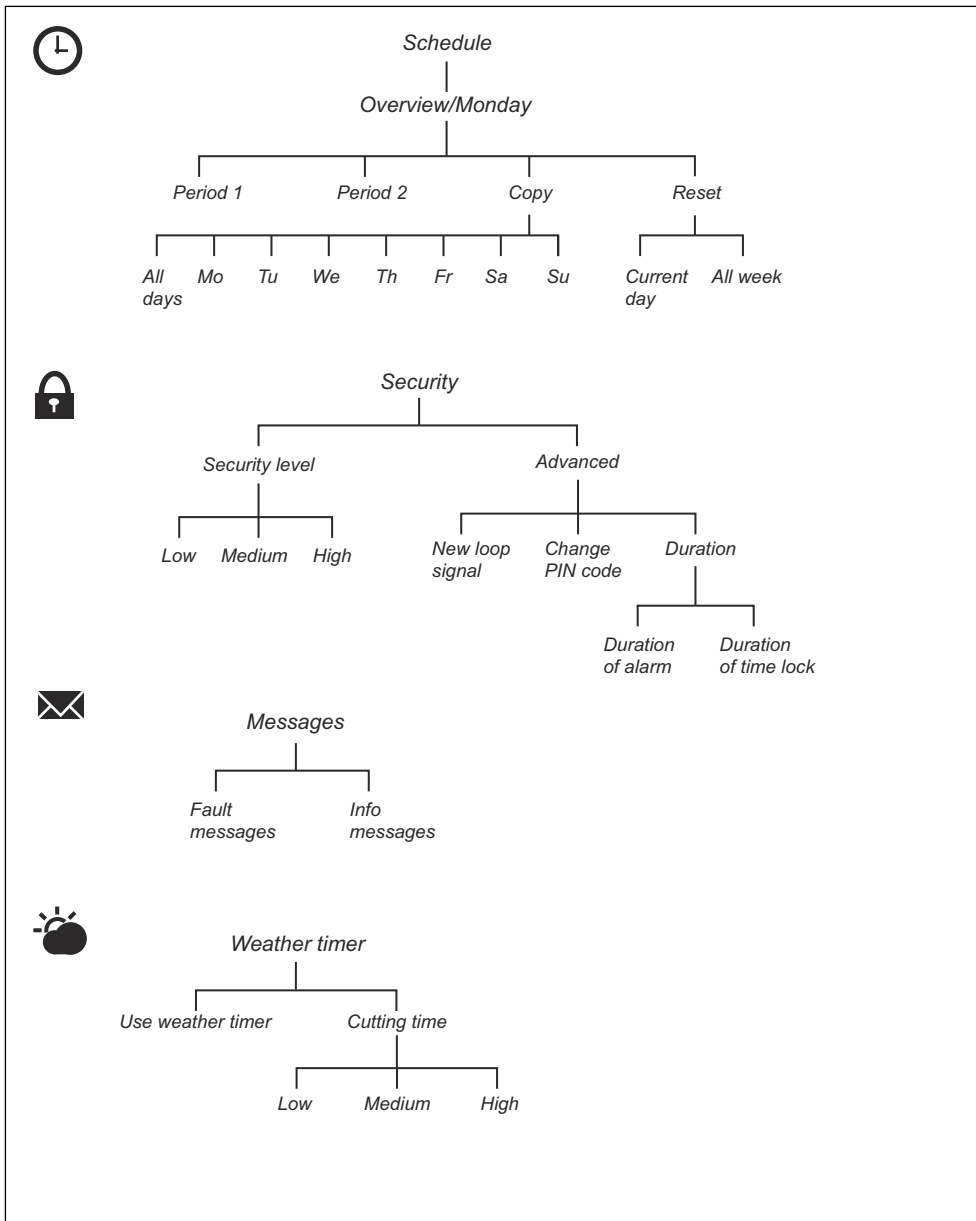 Schedule
Overview/Monday
Period 1
Period 2
Copy
Reset
All
days
Mo
Tu
We
Th
Fr
Sa
Su
Current
day
All week
Security
Security level
Advanced
Low
Medium
High
New loop
signal
Change
PIN code
Duration
Duration
of alarm
Duration
of time lock
Messages
Fault
messages
Info
messages
Weather timer
Use weather timer
Cutting time
Low
Medium
High